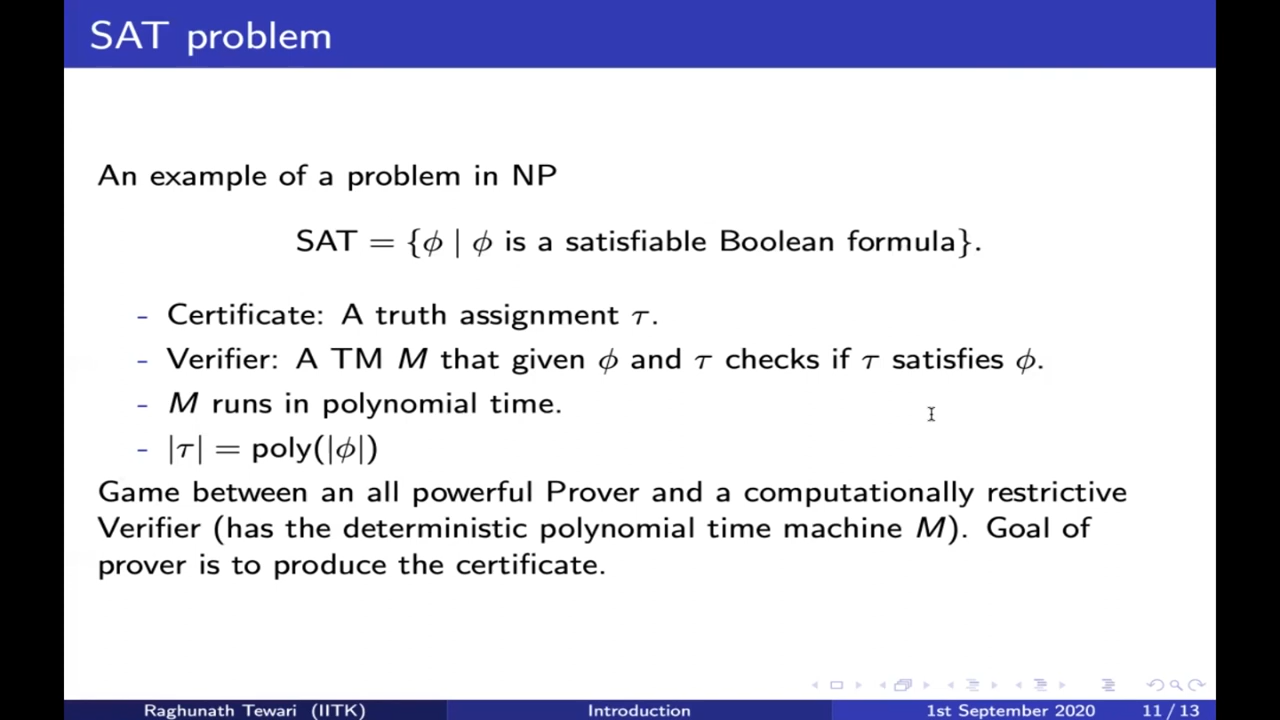 SAT problem
An example of a problem in NP
SAT = {ϕ | ϕ is a satisfiable Boolean formula}.
- Certificate: A truth assignment τ.
- Verifier: A TM M that given ϕ and τ checks if τ satisfies ϕ.
- M runs in polynomial time.
- |τ| = poly(|ϕ|)
Game between an all powerful Prover and a computationally restrictive
Verifier (has the deterministic polynomial time machine M). Goal of
prover is to produce the certificate.
Raghunath Tewari (IITK) Introduction 1st September 2020 11 / 13